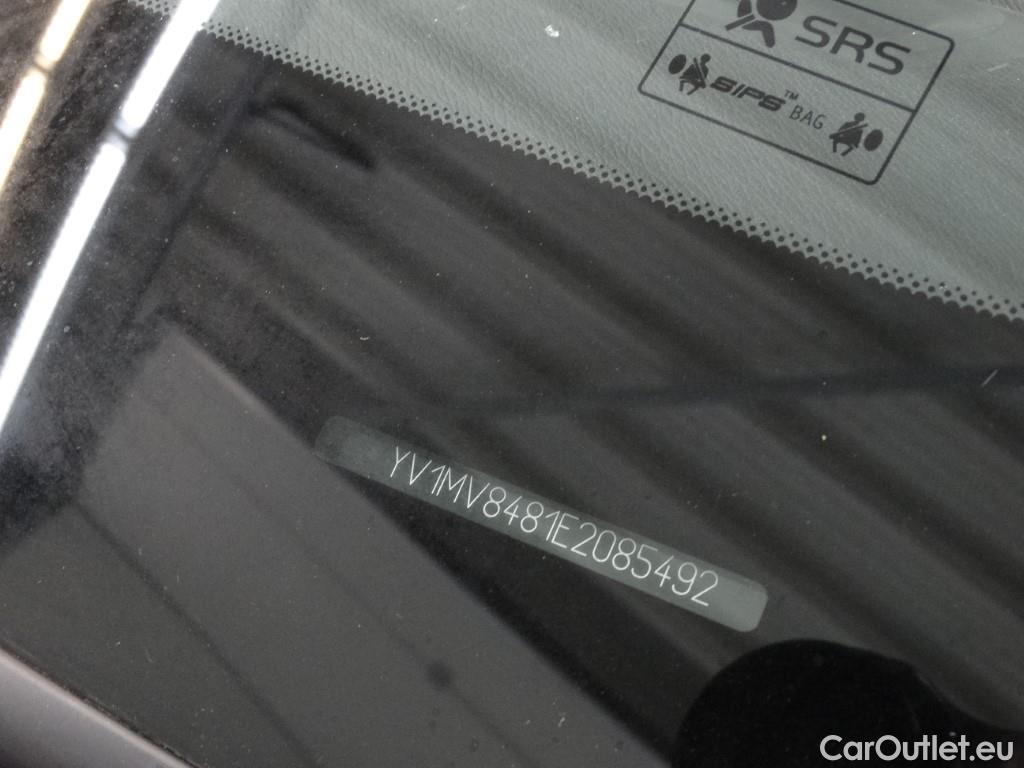 SRS
SIPS™ BAG
YV1MV8481E2085492
CarOutlet.eu